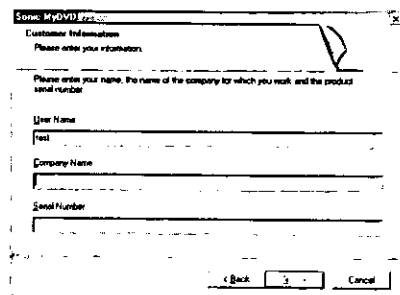 Sonic MyDVD
Customer Information
Please enter your information.
Please enter your name, the name of the company for which you work and the product
serial number
User Name
test
Company Name
Serial Number
< Back
Cancel